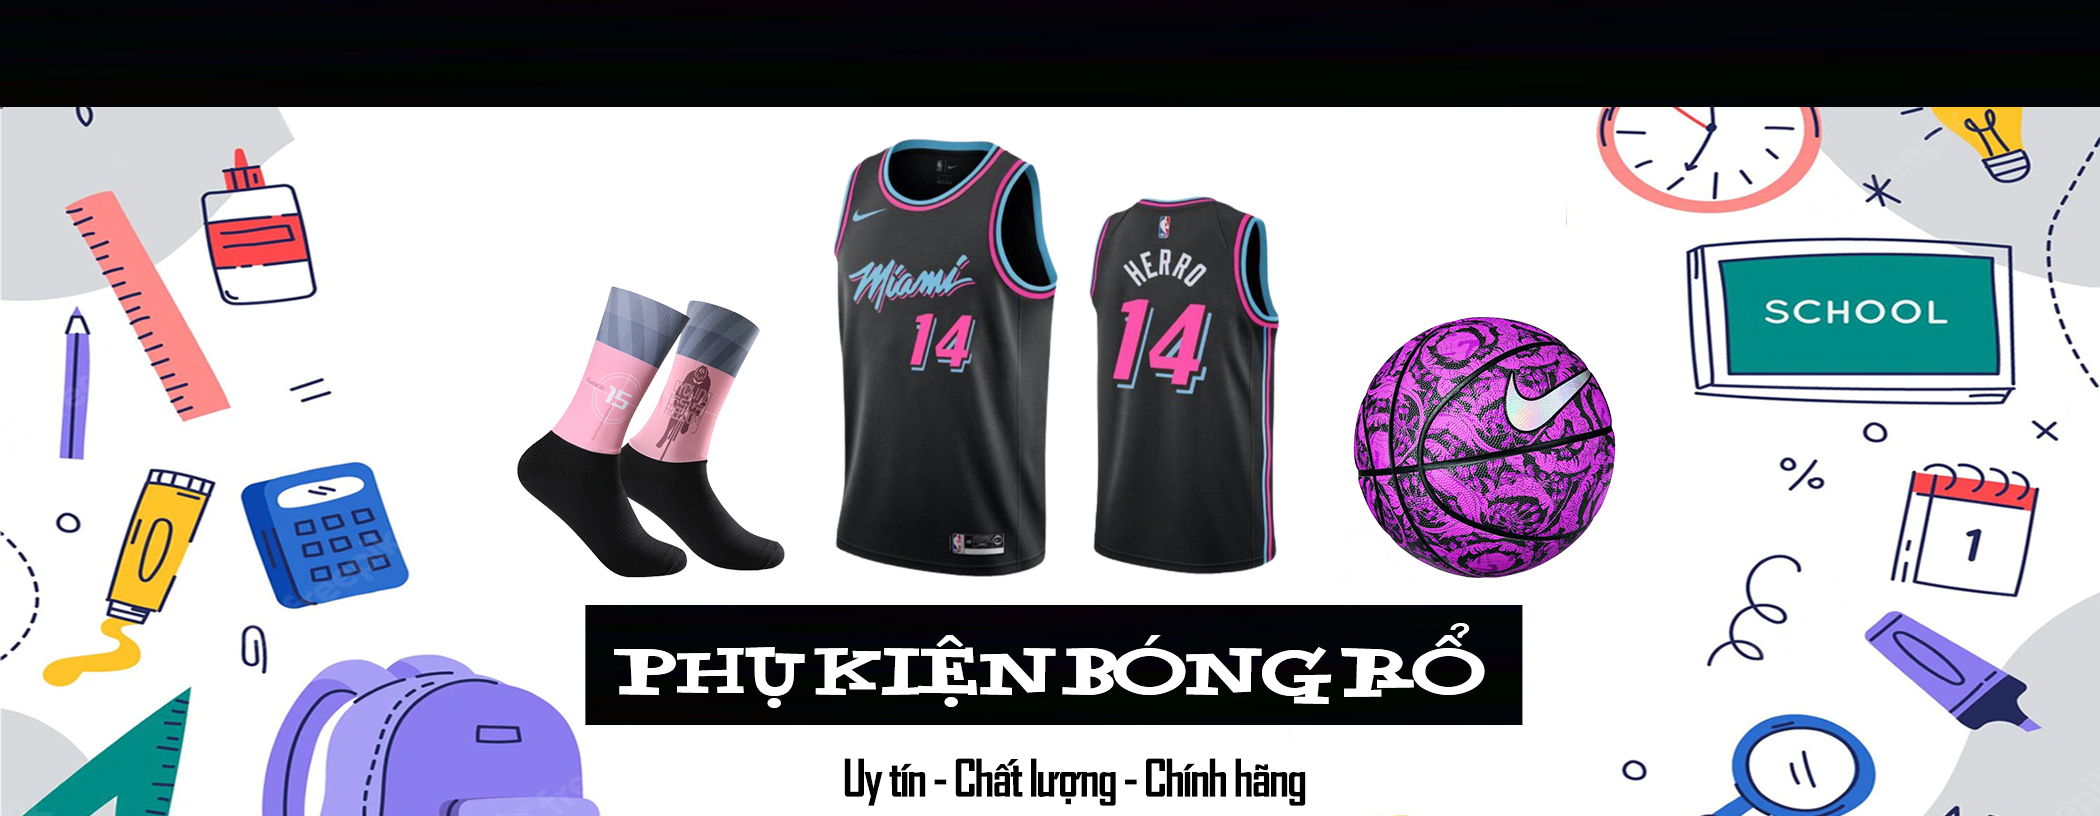 Miami
14
HERRO
14
15
SCHOOL
%
1
PHỤ KIỆN BÓNG RỔ
Uy tín - Chất lượng - Chính hãng